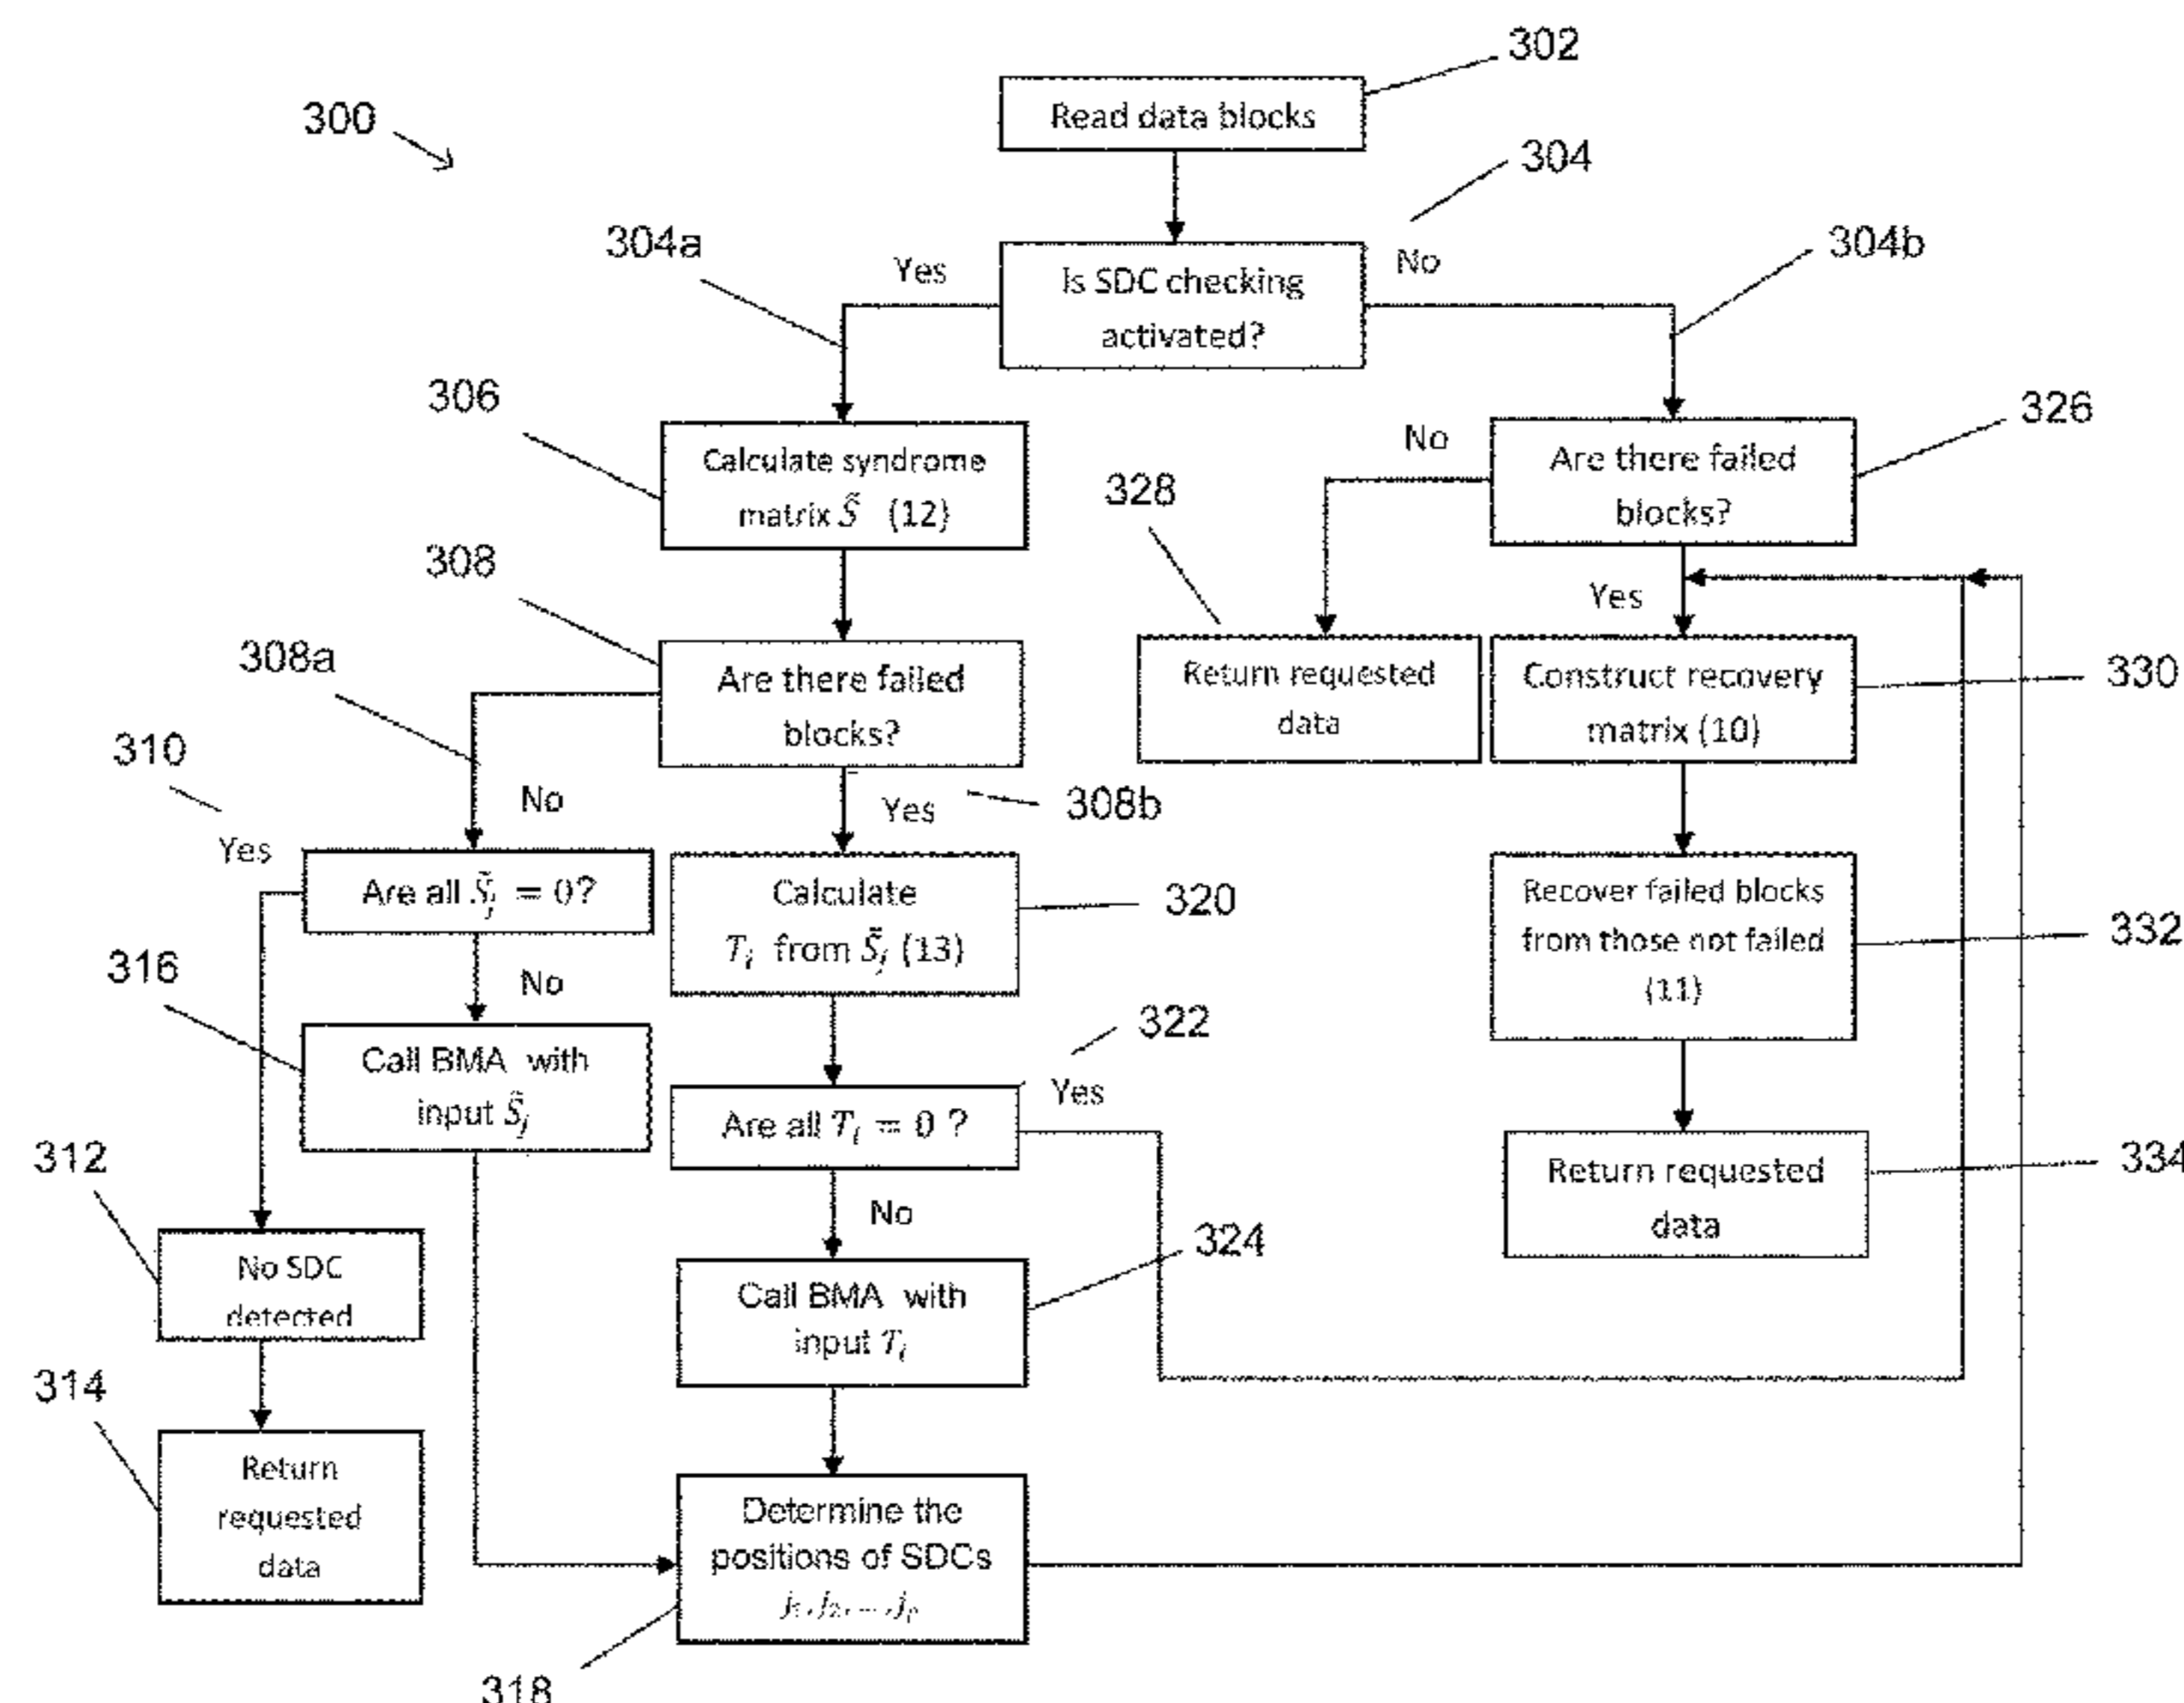 302
300
Read data blocks
304
304a
Yes
Is SDC checking
activated?
No
304b
306
Calculate syndrome
matrix S̃ (12)
No
Are there failed
blocks?
326
328
308
Yes
308a
Are there failed
blocks?
Return requested
data
Construct recovery
matrix (10)
330
310
No
Yes
308b
Yes
Are all S̃j = 0?
Calculate
Ti from S̃j (13)
320
Recover failed blocks
from those not failed
(11)
332
316
No
Call BMA with
input S̃j
322
Are all Ti = 0 ?
Yes
312
No
Return requested
data
334
No SDC
detected
Call BMA with
input Ti
324
314
Return
requested
data
Determine the
positions of SDCs
318